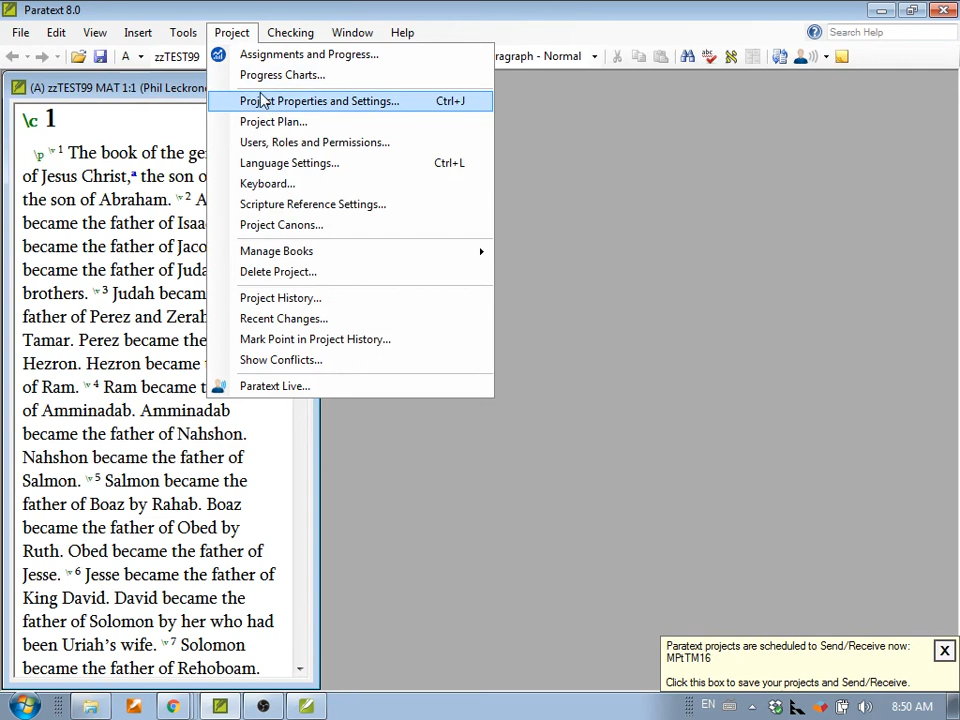 Paratext 8.0
File Edit View Insert Tools Project Checking Window Help
Search Help
A zzTEST99
ragraph - Normal
(A) zzTEST99 MAT 1:1 (Phil Leckron
Assignments and Progress...
Progress Charts...
Project Properties and Settings... Ctrl+J
Project Plan...
Users, Roles and Permissions...
Language Settings... Ctrl+L
Keyboard...
Scripture Reference Settings...
Project Canons...
Manage Books
Delete Project...
Project History...
Recent Changes...
Mark Point in Project History...
Show Conflicts...
Paratext Live...
\c 1
\p \v 1 The book of the ge
of Jesus Christ,a the son o
the son of Abraham. \v 2 A
became the father of Isaa
became the father of Jaco
became the father of Juda
brothers. \v 3 Judah becam
father of Perez and Zerah
Tamar. Perez became the
Hezron. Hezron became
of Ram. \v 4 Ram became t
of Amminadab. Amminadab
became the father of Nahshon.
Nahshon became the father of
Salmon. \v 5 Salmon became the
father of Boaz by Rahab. Boaz
became the father of Obed by
Ruth. Obed became the father of
Jesse. \v 6 Jesse became the father of
King David. David became the
father of Solomon by her who had
been Uriah's wife. \v 7 Solomon
became the father of Rehoboam.
Paratext projects are scheduled to Send/Receive now:
MPtTM16
X
Click this box to save your projects and Send/Receive.
EN
8:50 AM